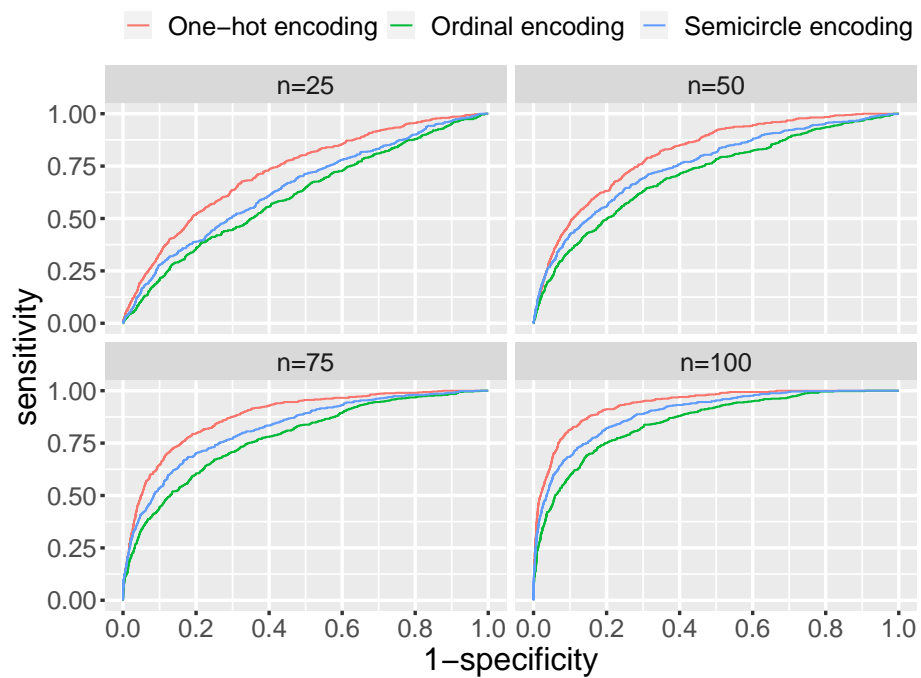 One−hot encoding Ordinal encoding Semicircle encoding
n=25 n=50
1.00
0.75
0.50
0.25
0.00
n=75 n=100
1.00
0.75
0.50
0.25
0.00
0.0 0.2 0.4 0.6 0.8 1.0 0.0 0.2 0.4 0.6 0.8 1.0
1−specificity
sensitivity